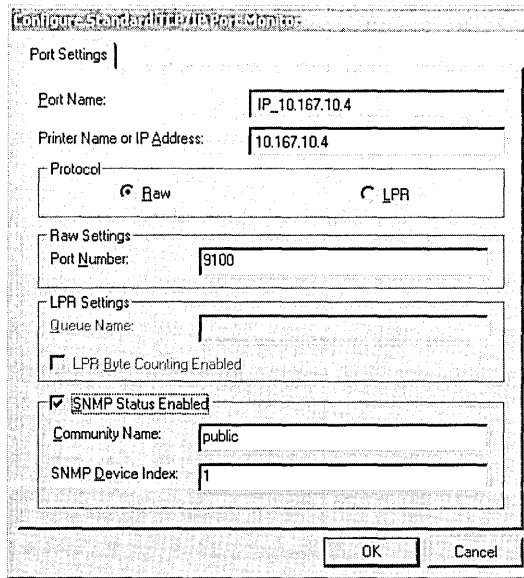 Configure Standard TCP/IP Port Monitor
Port Settings
Port Name: IP_10.167.10.4
Printer Name or IP Address: 10.167.10.4
Protocol
Raw LPR
Raw Settings
Port Number: 9100
LPR Settings
Queue Name:
LPR Byte Counting Enabled
SNMP Status Enabled
Community Name: public
SNMP Device Index: 1
OK Cancel